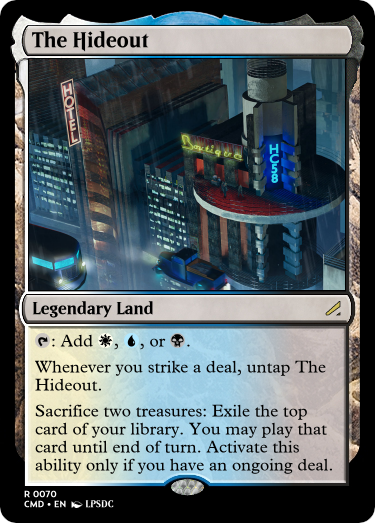 The Hideout
HOTEL
Boutique
HC58
Legendary Land
: Add , , or .
Whenever you strike a deal, untap The
Hideout.
Sacrifice two treasures: Exile the top
card of your library. You may play that
card until end of turn. Activate this
ability only if you have an ongoing deal.
R 0070
CMD • EN LPSDC